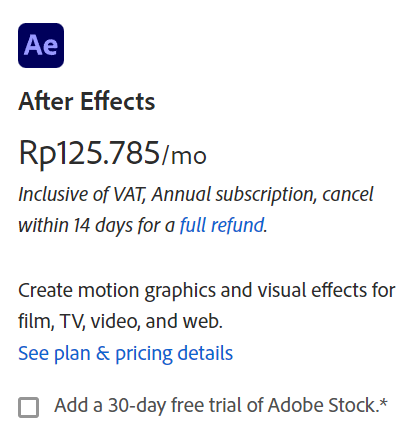 Ae
After Effects
Rp125.785/mo
Inclusive of VAT, Annual subscription, cancel
within 14 days for a full refund.
Create motion graphics and visual effects for
film, TV, video, and web.
See plan & pricing details
Add a 30-day free trial of Adobe Stock.*